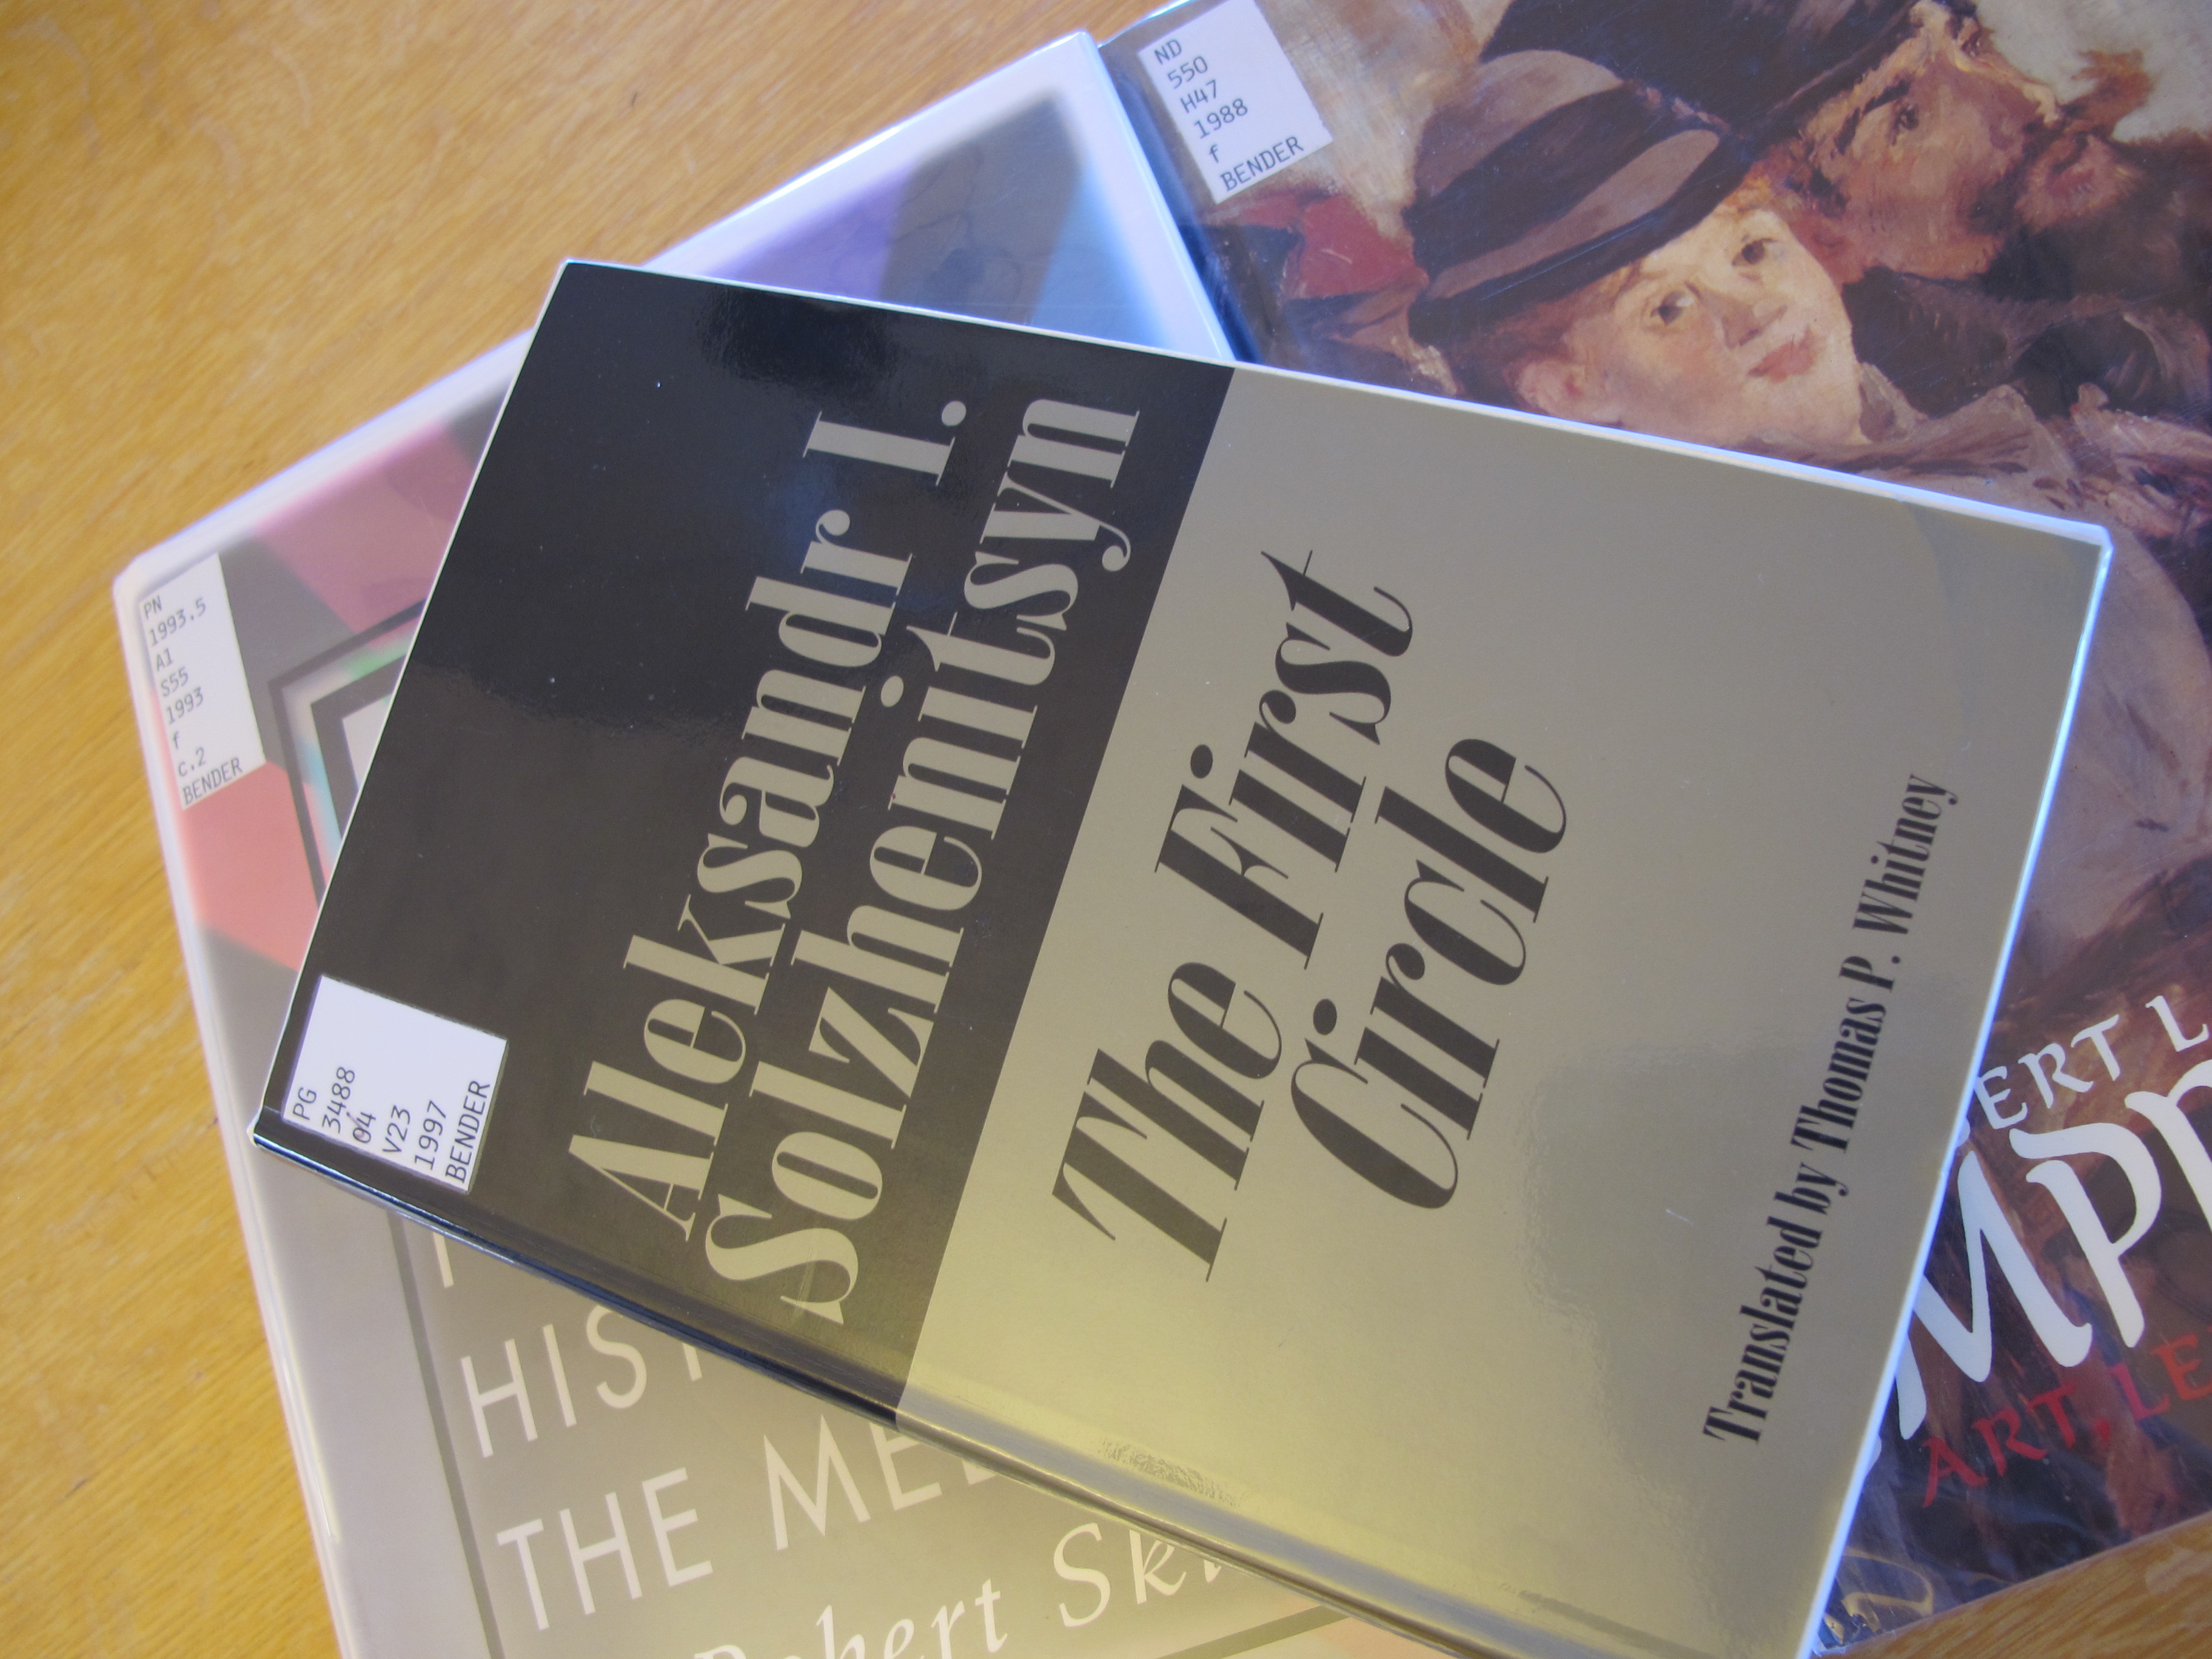 PG
3488
04
V23
1997
BENDER
Aleksandr I.
Solzhenitsyn
The First
Circle
Translated by Thomas P. Whitney
PN
1993.5
A1
S55
1993
f
c.2
BENDER
THE
ND
550
H47
1988
f
BENDER
ART,